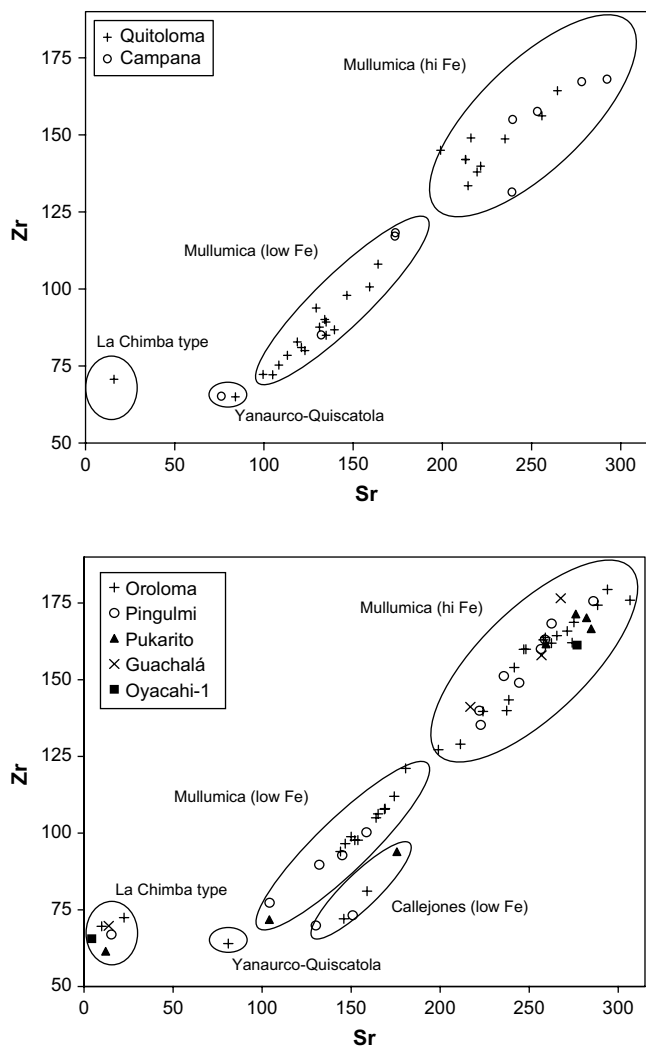 Quitoloma
Campana
Mullumica (hi Fe)
Mullumica (low Fe)
La Chimba type
Yanaurco-Quiscatola
Zr
175
150
125
100
75
50
0 50 100 150 200 250 300
Sr
Oroloma
Pingulmi
Pukarito
Guachalá
Oyacahi-1
Mullumica (hi Fe)
Mullumica (low Fe)
La Chimba type
Callejones (low Fe)
Yanaurco-Quiscatola
Zr
175
150
125
100
75
50
0 50 100 150 200 250 300
Sr